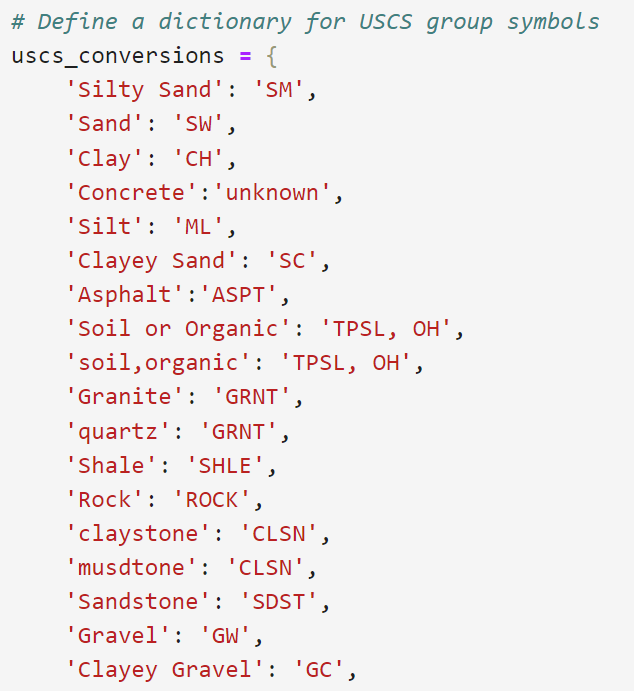 # Define a dictionary for USCS group symbols
uscs_conversions = {
    'Silty Sand': 'SM',
    'Sand': 'SW',
    'Clay': 'CH',
    'Concrete':'unknown',
    'Silt': 'ML',
    'Clayey Sand': 'SC',
    'Asphalt':'ASPT',
    'Soil or Organic': 'TPSL, OH',
    'soil,organic': 'TPSL, OH',
    'Granite': 'GRNT',
    'quartz': 'GRNT',
    'Shale': 'SHLE',
    'Rock': 'ROCK',
    'claystone': 'CLSN',
    'musdtone': 'CLSN',
    'Sandstone': 'SDST',
    'Gravel': 'GW',
    'Clayey Gravel': 'GC',